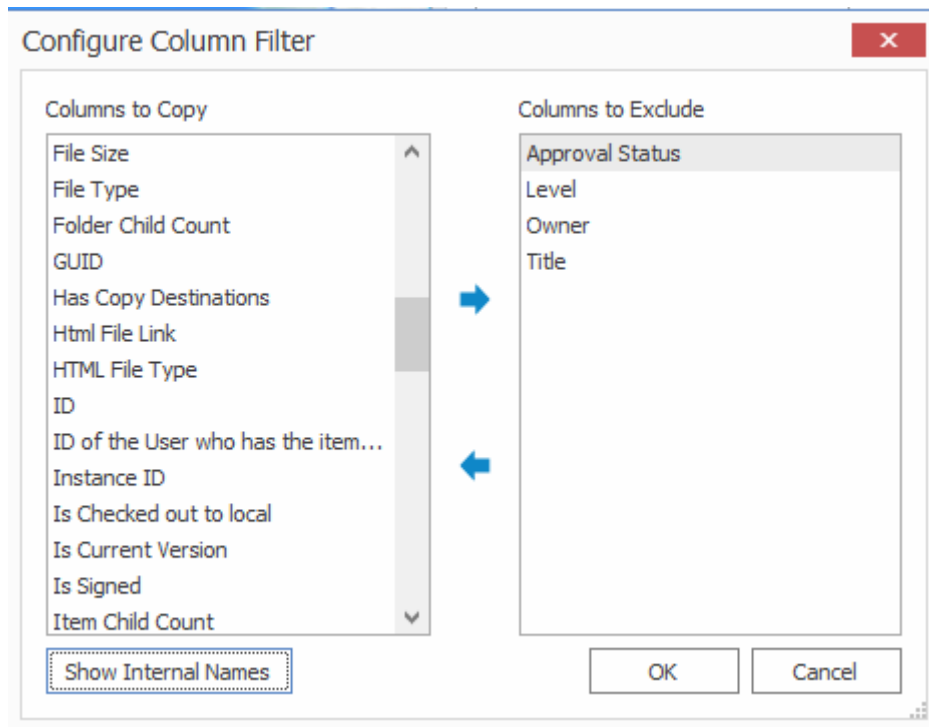 Configure Column Filter
Columns to Copy
File Size
File Type
Folder Child Count
GUID
Has Copy Destinations
Html File Link
HTML File Type
ID
ID of the User who has the item...
Instance ID
Is Checked out to local
Is Current Version
Is Signed
Item Child Count
Show Internal Names
Columns to Exclude
Approval Status
Level
Owner
Title
OK
Cancel